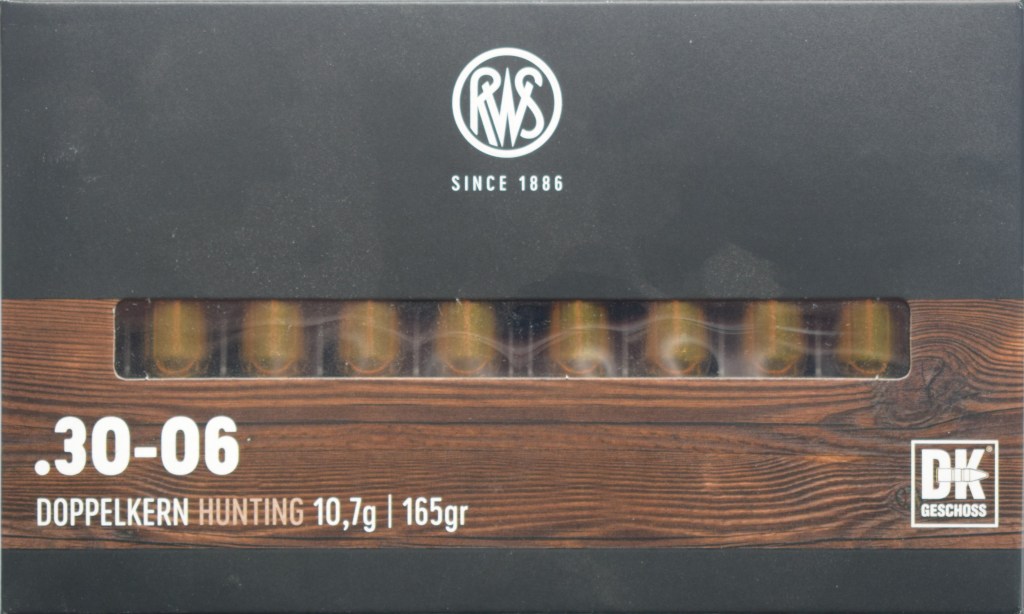 RWS
SINCE 1886
.30-06
DOPPELKERN HUNTING 10,7g | 165gr
DK®
GESCHOSS